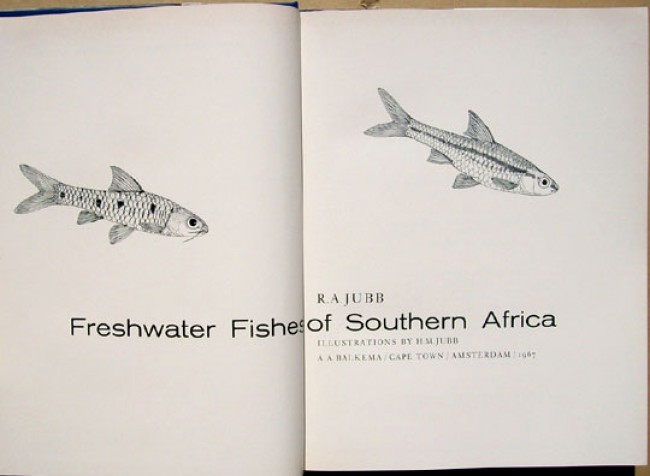 R. A. JUBB
Freshwater Fishes of Southern Africa
ILLUSTRATIONS BY H.M. JUBB
A. A. BALKEMA / CAPE TOWN / AMSTERDAM / 1967